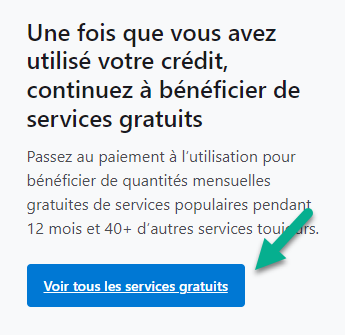 Une fois que vous avez
utilisé votre crédit,
continuez à bénéficier de
services gratuits
Passez au paiement à l’utilisation pour
bénéficier de quantités mensuelles
gratuites de services populaires pendant
12 mois et 40+ d’autres services toujours.
Voir tous les services gratuits